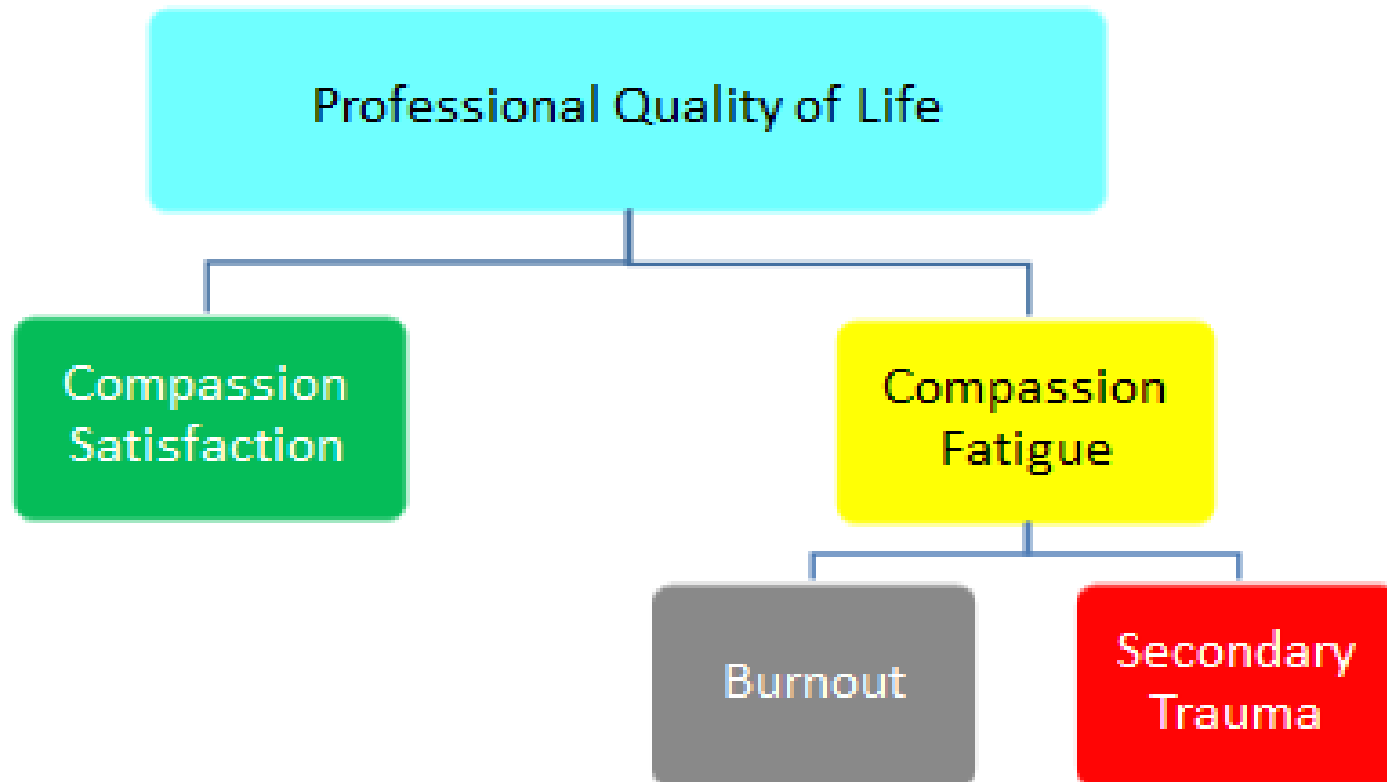 Professional Quality of Life
Compassion
Satisfaction
Compassion
Fatigue
Burnout
Secondary
Trauma